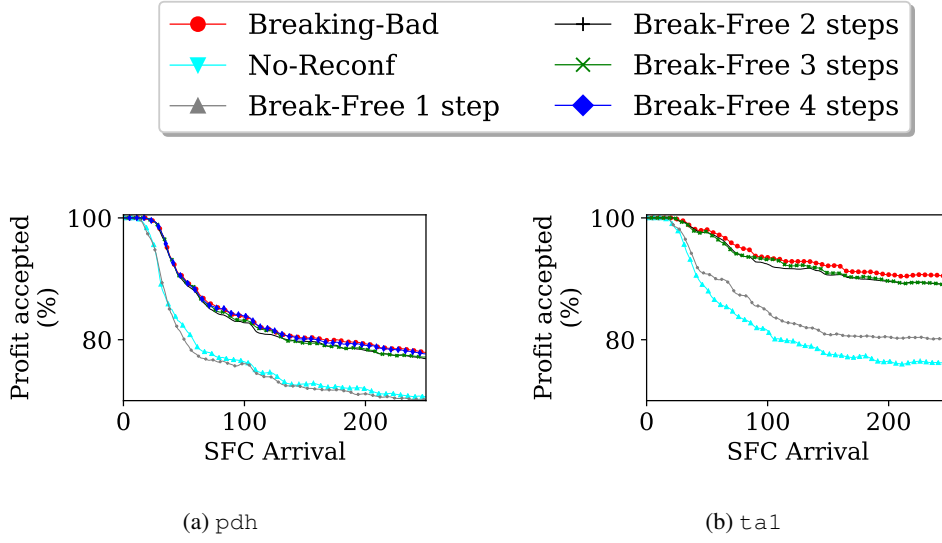 Breaking-Bad
No-Reconf
Break-Free 1 step
Break-Free 2 steps
Break-Free 3 steps
Break-Free 4 steps
Profit accepted
(%)
100
80
0
100
200
SFC Arrival
(a) pdh
Profit accepted
(%)
100
80
0
100
200
SFC Arrival
(b) ta1